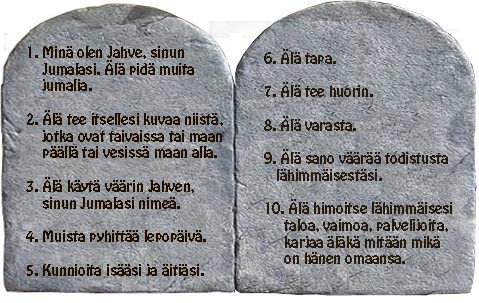 1. Minä olen Jahve, sinun
Jumalasi. Älä pidä muita
jumalia.
2. Älä tee itsellesi kuvaa niistä,
jotka ovat taivaissa tai maan
päällä tai vesissä maan alla.
3. Älä käytä väärin Jahven,
sinun Jumalasi nimeä.
4. Muista pyhittää lepopäivä.
5. Kunnioita isääsi ja äitiäsi.
6. Älä tapa.
7. Älä tee huorin.
8. Älä varasta.
9. Älä sano väärää todistusta
lähimmäisestäsi.
10. Älä himoitse lähimmäisesi
taloa, vaimoa, palvelijoita,
karjaa äläkä mitään mikä
on hänen omaansa.